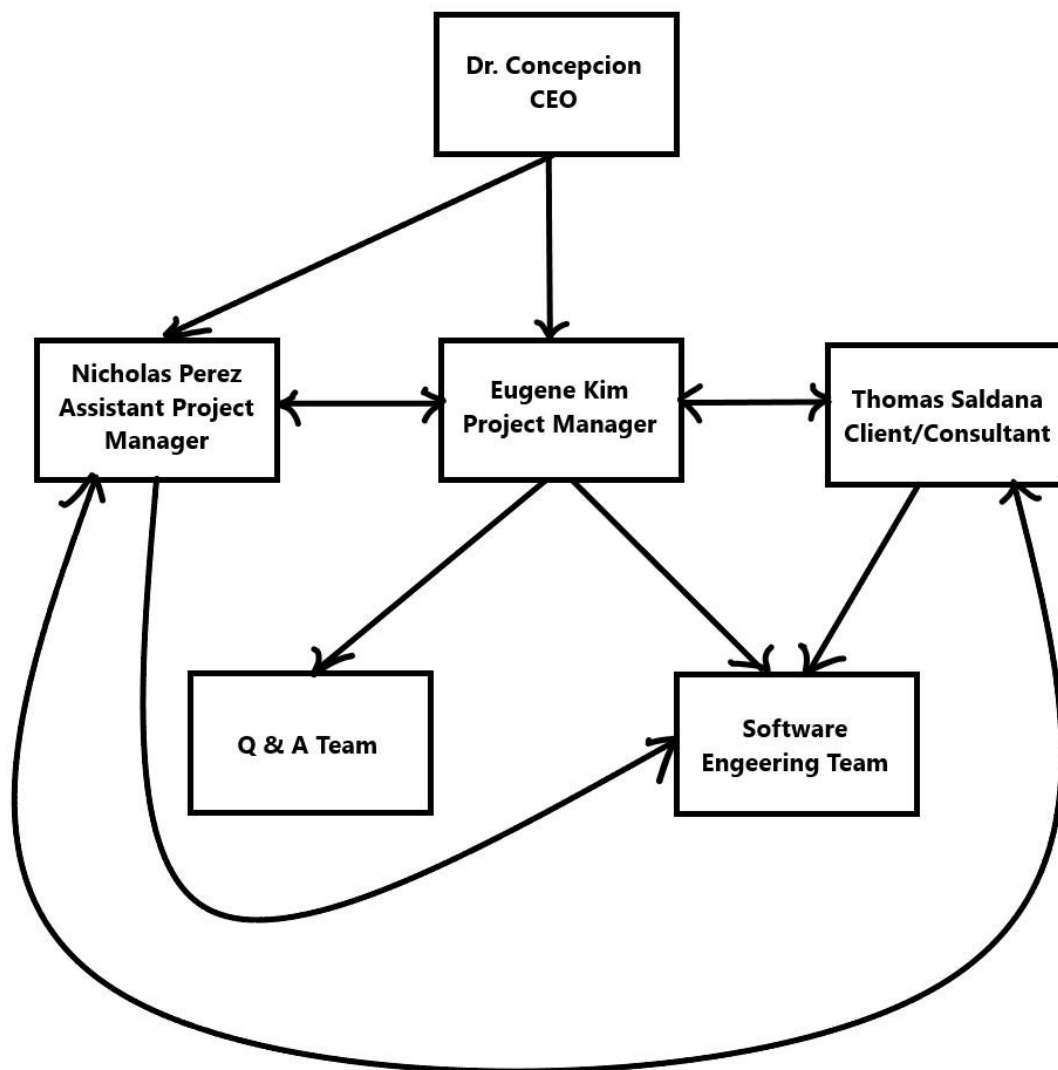 Dr. Concepcion
CEO
Nicholas Perez
Assistant Project
Manager
Eugene Kim
Project Manager
Thomas Saldana
Client/Consultant
Q & A Team
Software
Engeering Team